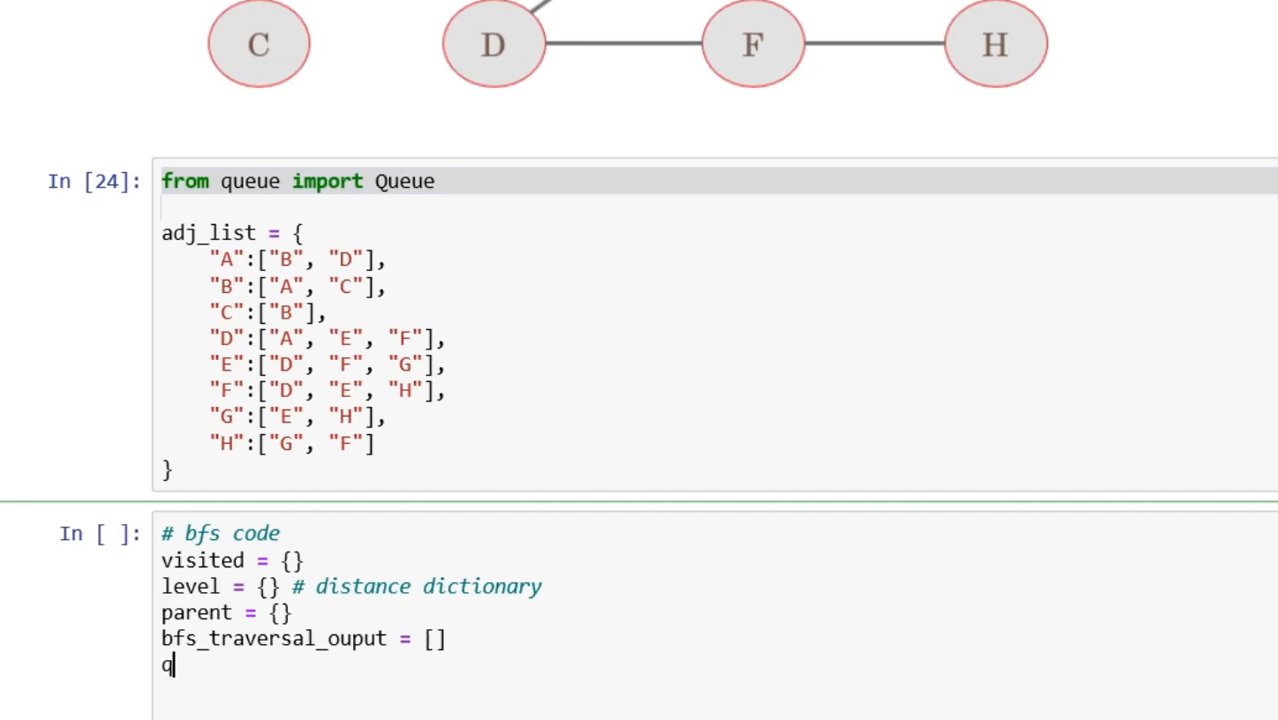 C D F H
In [24]: from queue import Queue
adj_list = {
"A":["B", "D"],
"B":["A", "C"],
"C":["B"],
"D":["A", "E", "F"],
"E":["D", "F", "G"],
"F":["D", "E", "H"],
"G":["E", "H"],
"H":["G", "F"]
}
In [ ]: # bfs code
visited = {}
level = {} # distance dictionary
parent = {}
bfs_traversal_ouput = []
q